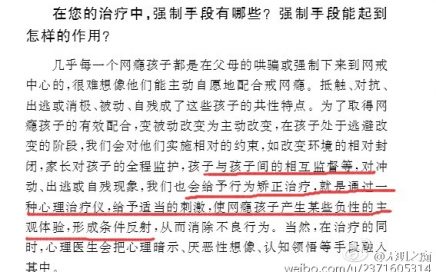 在您的治疗中,强制手段有哪些? 强制手段能起到
怎样的作用?
几乎每一个网瘾孩子都是在父母的哄骗或强制下来到网戒
中心的,很难想像他们能主动自愿地配合戒网瘾。抵触、对抗、
出逃或消极、被动、自残成了这些孩子的共性特点。为了取得网
瘾孩子的有效配合,变被动改变为主动改变,在孩子处于逃避改
变的阶段,我们会对他们实施相对的约束,如改变环境的相对封
闭,家长对孩子的全程监护,孩子与孩子间的相互监督等,对冲
动、出逃或自残现象,我们也会给予行为矫正治疗,就是通过一
种心理治疗仪,给予适当的刺激,使网瘾孩子产生某些负性的主
观体验,形成条件反射,从而消除不良行为。当然,在治疗的同
时,心理医生会把心理暗示、厌恶性想像、认知领悟等手段融入
其中。
@病理之狼
weibo.com/u/2971605314